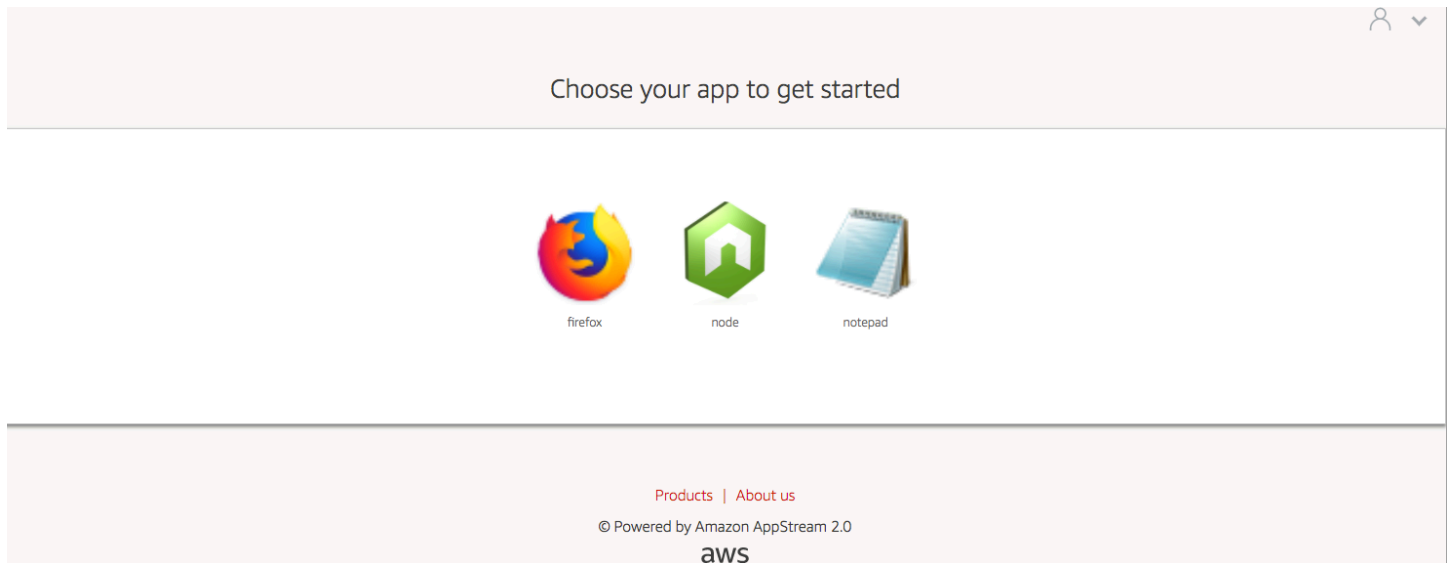 Choose your app to get started
firefox
node
notepad
Products | About us
© Powered by Amazon AppStream 2.0
aws